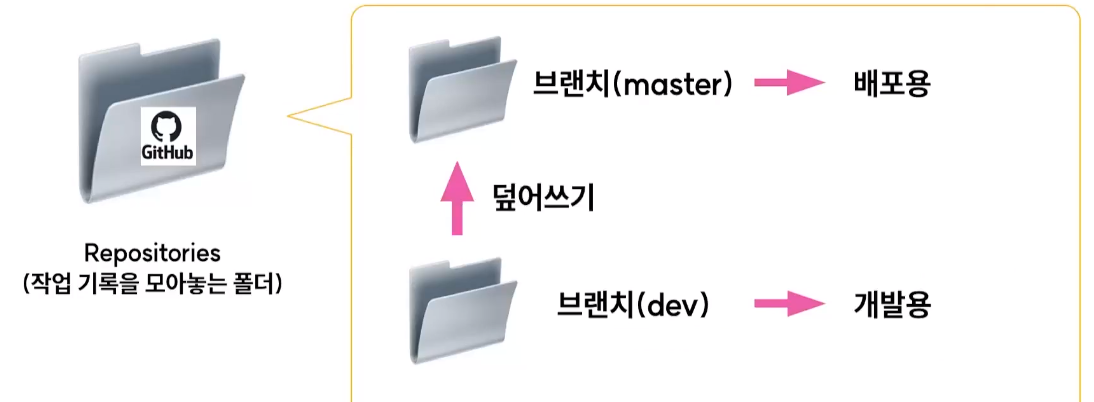 GitHub
Repositories
(작업 기록을 모아놓는 폴더)
브랜치(master)
배포용
덮어쓰기
브랜치(dev)
개발용